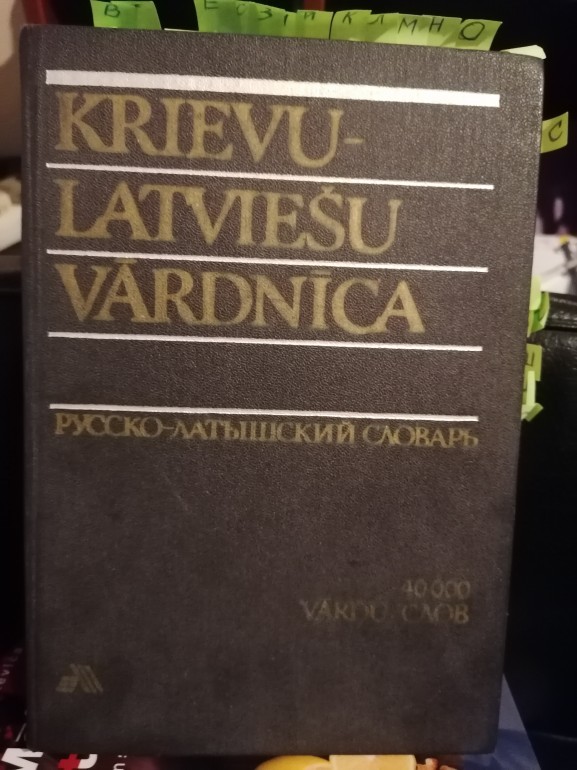 В Е Ё З Г И К Л М Н О
С
KRIEVU-
LATVIEŠU
VĀRDNĪCA
РУССКО-ЛАТЫШСКИЙ СЛОВАРЬ
40 000
VĀRDU СЛОВ